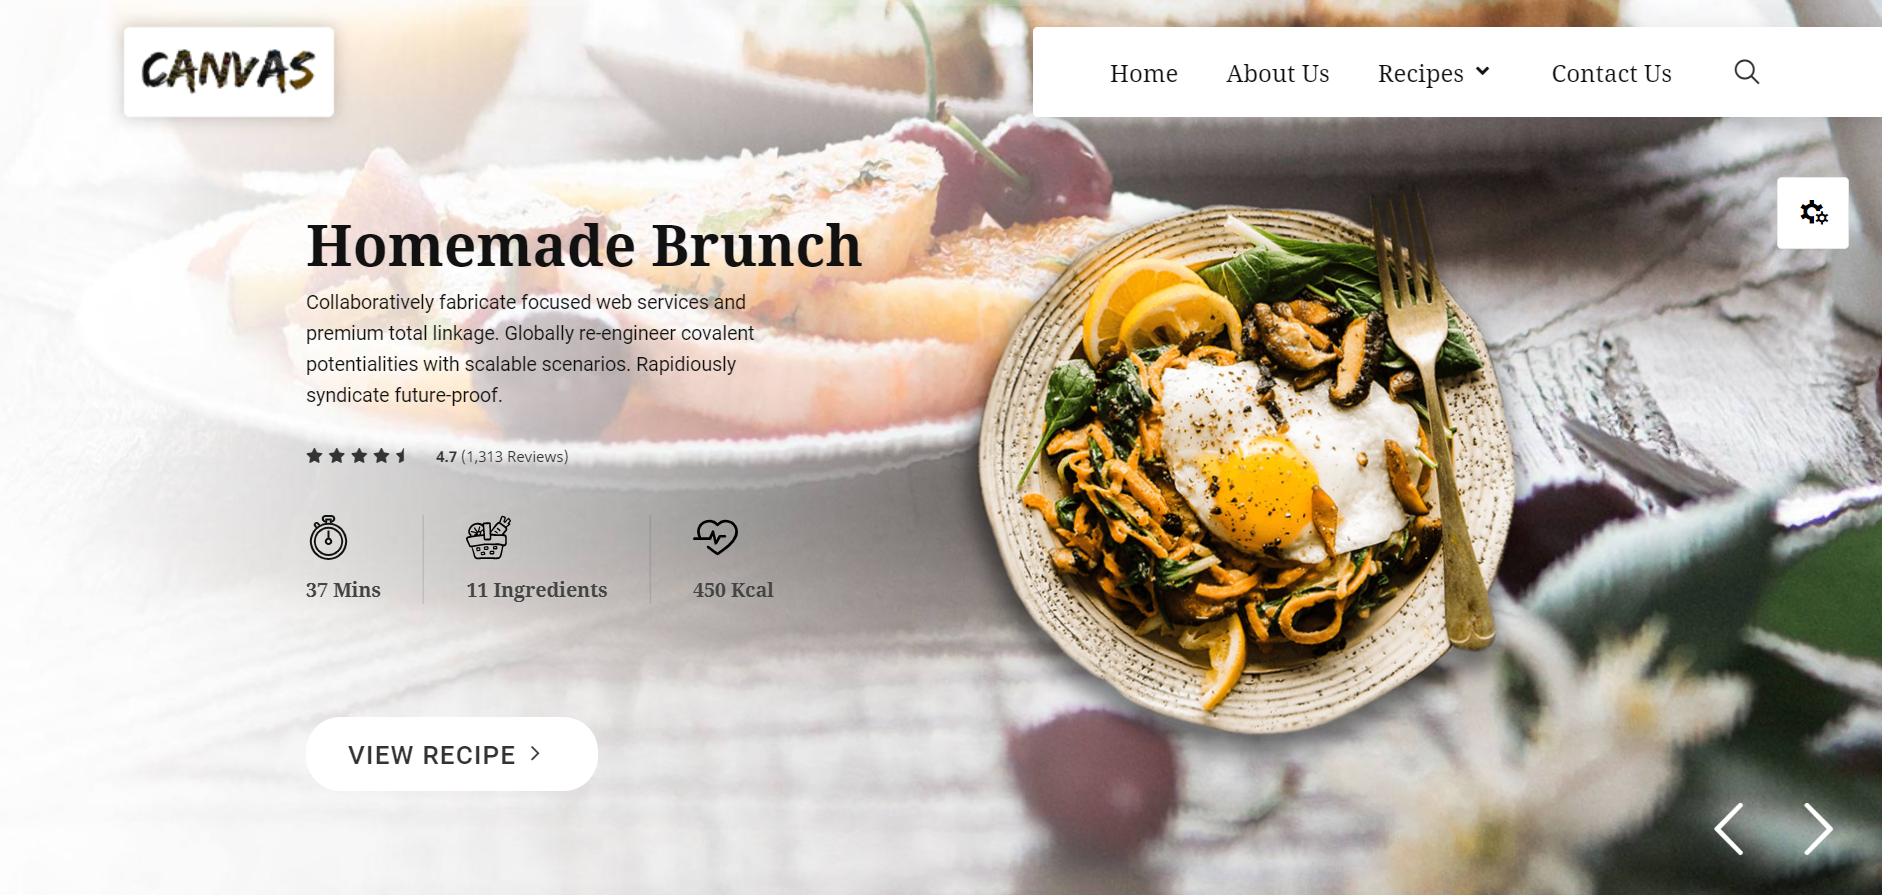 CANVAS
Home About Us Recipes Contact Us
Homemade Brunch
Collaboratively fabricate focused web services and
premium total linkage. Globally re-engineer covalent
potentialities with scalable scenarios. Rapidiously
syndicate future-proof.
4.7 (1,313 Reviews)
37 Mins 11 Ingredients 450 Kcal
VIEW RECIPE